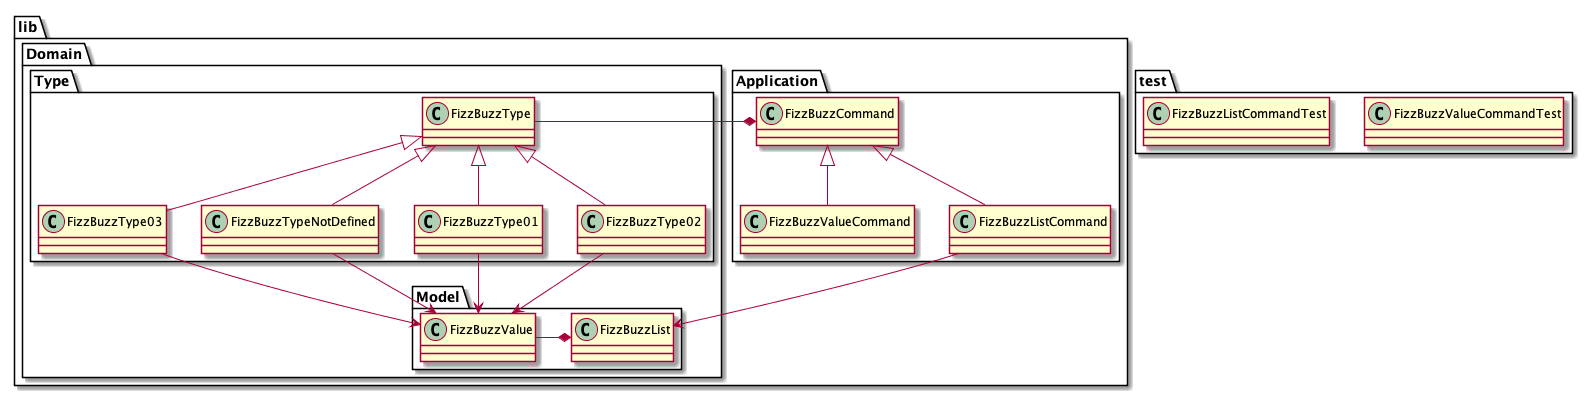 lib
Domain
Type
Application
test
C FizzBuzzType
C FizzBuzzCommand
C FizzBuzzListCommandTest
C FizzBuzzValueCommandTest
C FizzBuzzType03
C FizzBuzzTypeNotDefined
C FizzBuzzType01
C FizzBuzzType02
C FizzBuzzValueCommand
C FizzBuzzListCommand
Model
C FizzBuzzValue
C FizzBuzzList